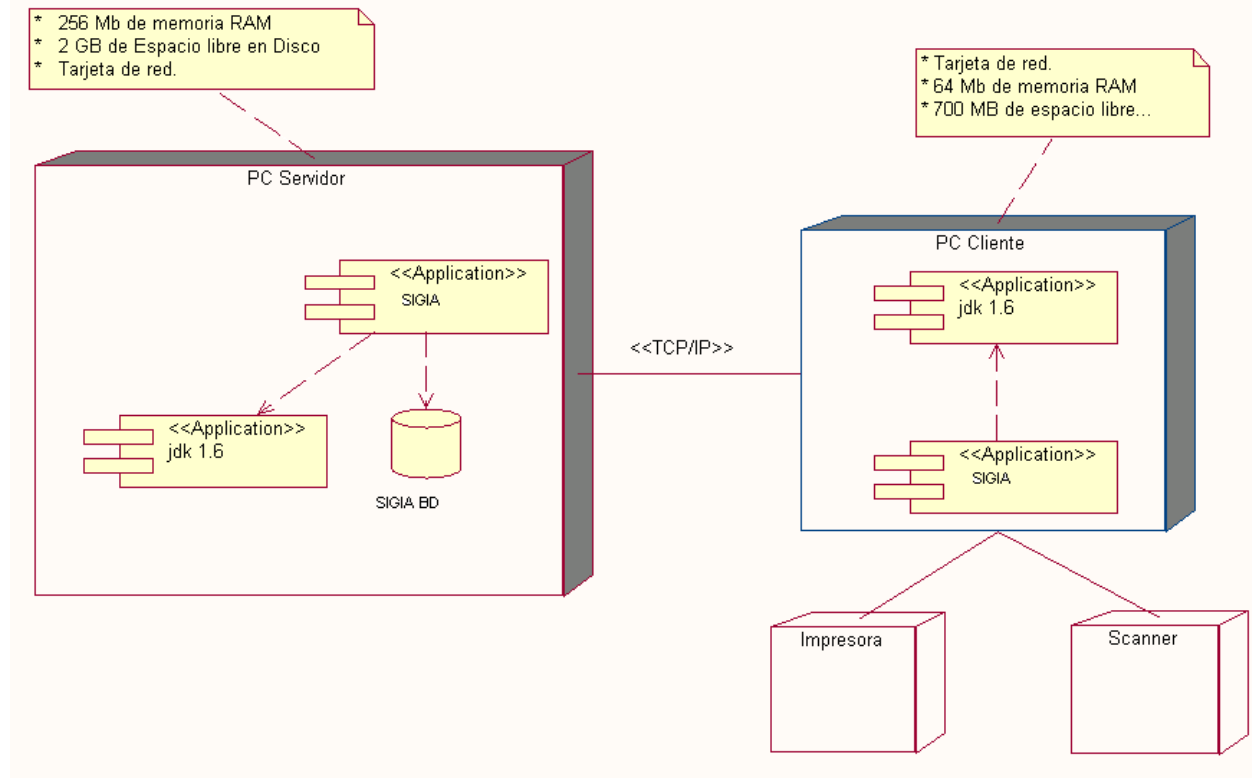 * 256 Mb de memoria RAM
* 2 GB de Espacio libre en Disco
* Tarjeta de red.
* Tarjeta de red.
* 64 Mb de memoria RAM
* 700 MB de espacio libre...
PC Servidor
<<Application>>
SIGIA
<<Application>>
jdk 1.6
SIGIA BD
<<TCP/IP>>
PC Cliente
<<Application>>
jdk 1.6
<<Application>>
SIGIA
Impresora
Scanner